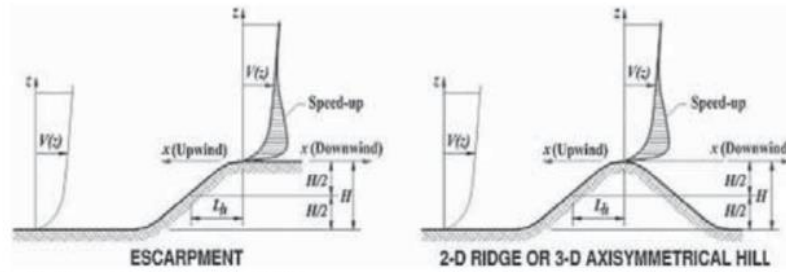 z
z
V(z)
V(z)
Speed-up
x (Upwind)
x (Downwind)
H/2
H/2
H
Lh
ESCARPMENT
z
z
V(z)
V(z)
Speed-up
x (Upwind)
x (Downwind)
H/2
H/2
H
Lh
2-D RIDGE OR 3-D AXISYMMETRICAL HILL